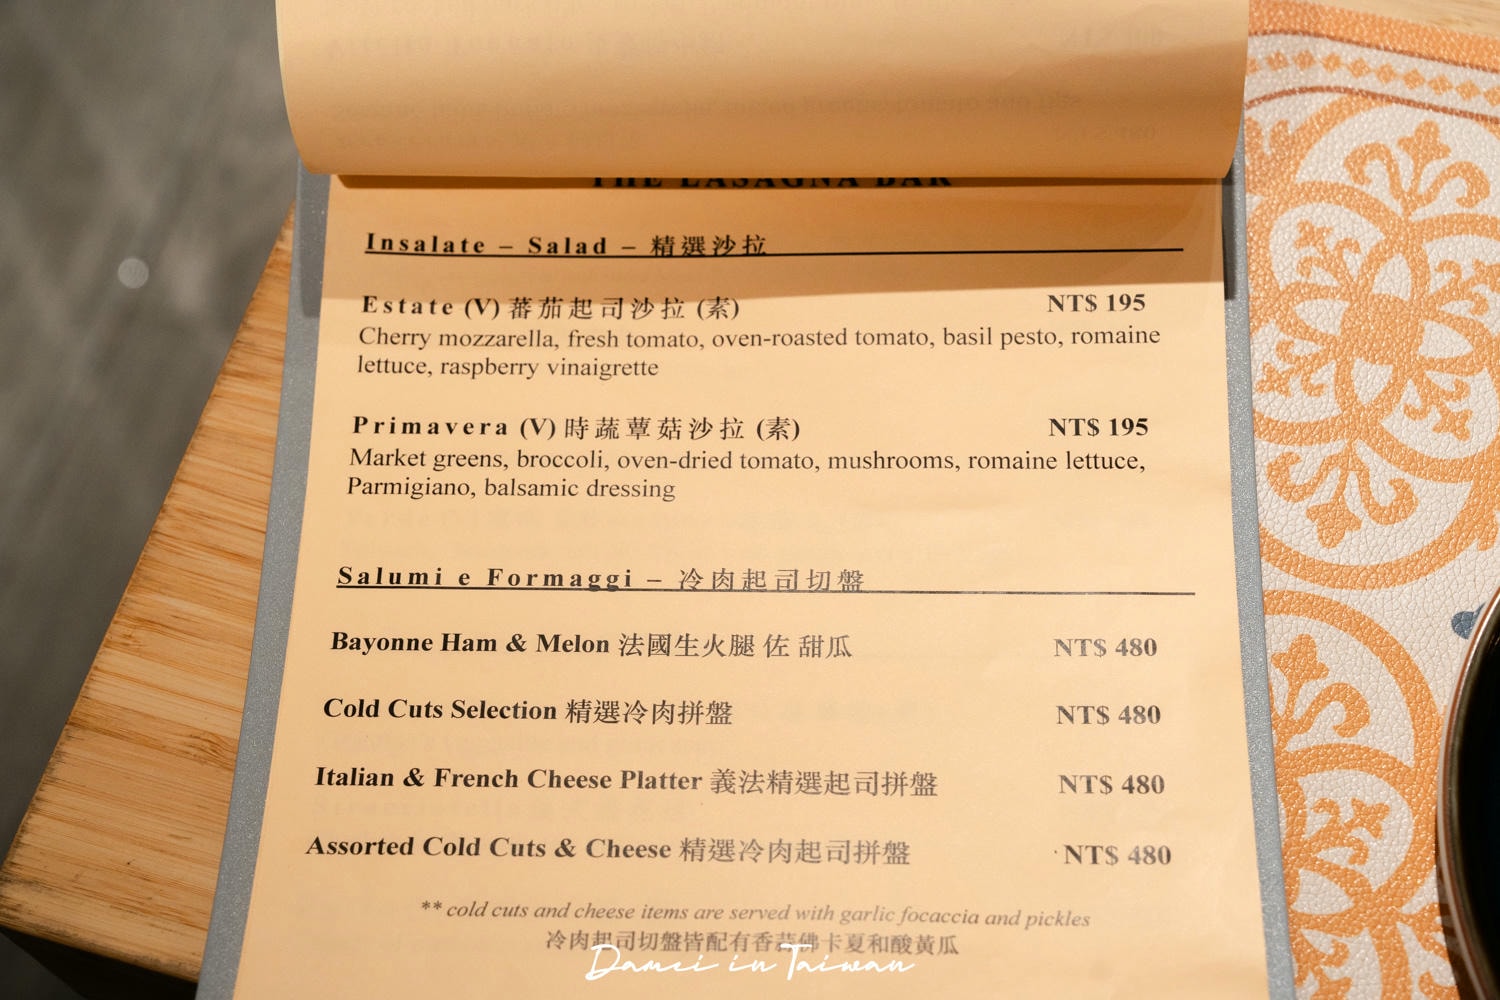 THE LASAGNA BAR
Insalate – Salad – 精選沙拉
Estate (V) 蕃茄起司沙拉 (素) NT$ 195
Cherry mozzarella, fresh tomato, oven-roasted tomato, basil pesto, romaine
lettuce, raspberry vinaigrette
Primavera (V) 時蔬蕈菇沙拉 (素) NT$ 195
Market greens, broccoli, oven-dried tomato, mushrooms, romaine lettuce,
Parmigiano, balsamic dressing
Salumi e Formaggi – 冷肉起司切盤
Bayonne Ham & Melon 法國生火腿 佐 甜瓜 NT$ 480
Cold Cuts Selection 精選冷肉拼盤 NT$ 480
Italian & French Cheese Platter 義法精選起司拼盤 NT$ 480
Assorted Cold Cuts & Cheese 精選冷肉起司拼盤 NT$ 480
** cold cuts and cheese items are served with garlic focaccia and pickles
冷肉起司切盤皆配有香蒜佛卡夏和酸黃瓜
Damei in Taiwan